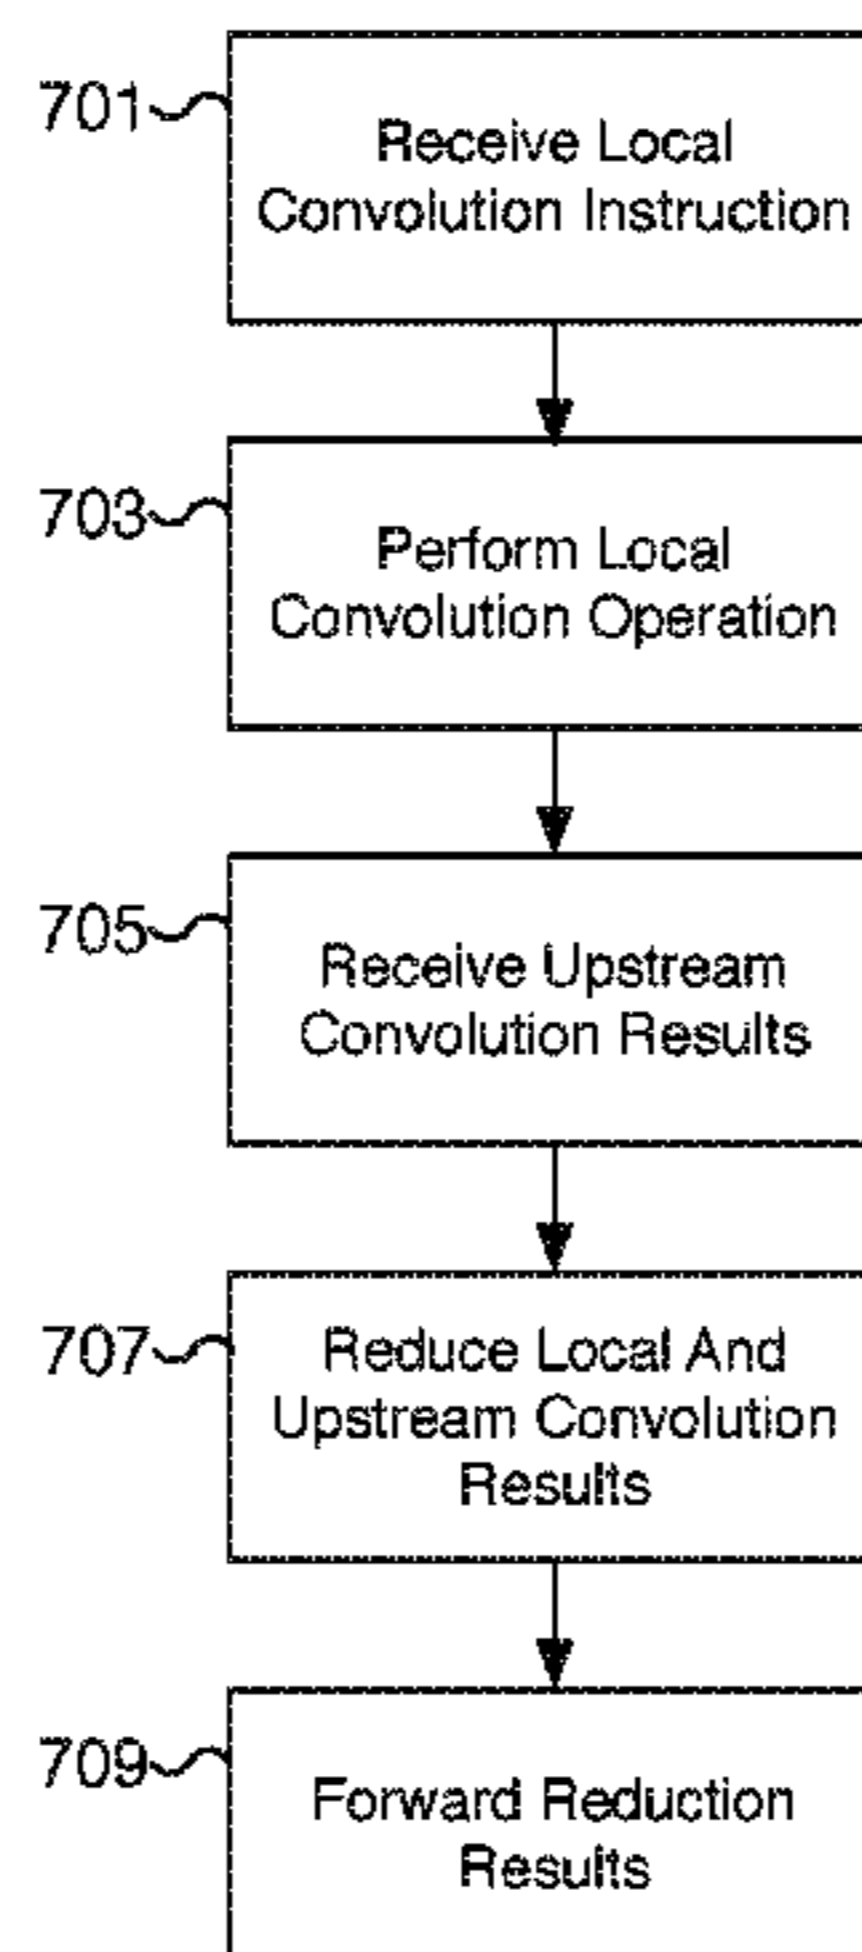 701
Receive Local
Convolution Instruction
703
Perform Local
Convolution Operation
705
Receive Upstream
Convolution Results
707
Reduce Local And
Upstream Convolution
Results
709
Forward Reduction
Results